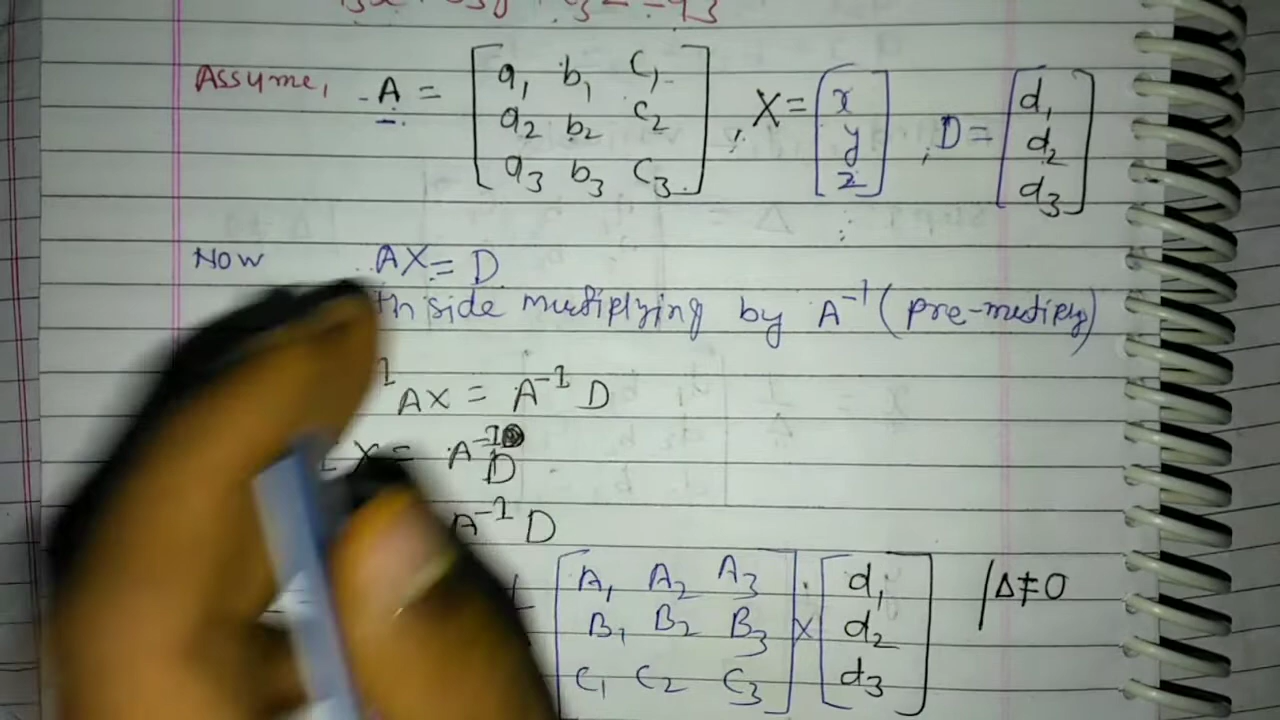 Assume, A = [a₁ b₁ c₁ a₂ b₂ c₂ a₃ b₃ c₃], X = [x y z], D = [d₁ d₂ d₃]
Now AX = D
th side multiplying by A⁻¹ (pre-multiply)
¹AX = A⁻¹ D
X = A⁻¹ D
A⁻¹ D
[A₁ A₂ A₃ B₁ B₂ B₃ C₁ C₂ C₃] × [d₁ d₂ d₃] |Δ≠0